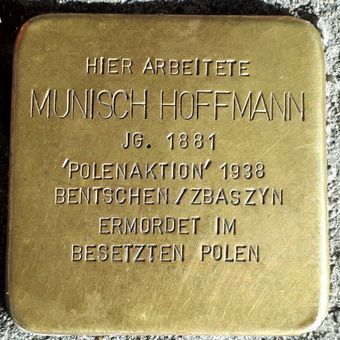 HIER ARBEITETE
MUNISCH HOFFMANN
JG. 1881
'POLENAKTION' 1938
BENTSCHEN/ZBASZYN
ERMORDET IM
BESETZTEN POLEN